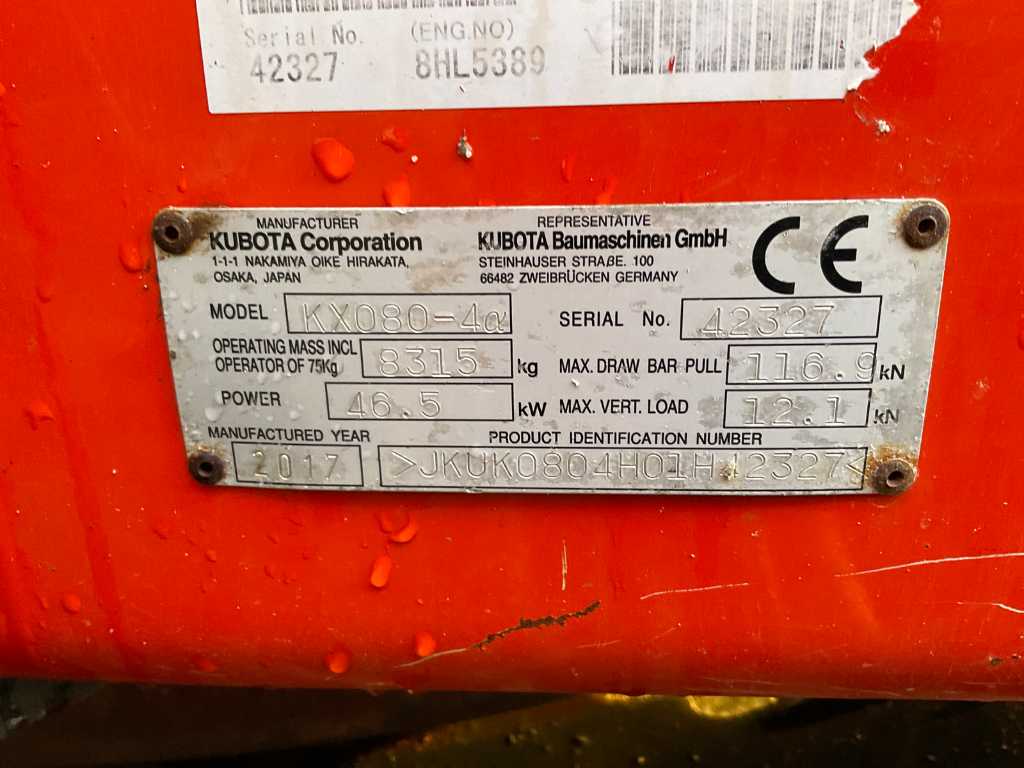 Serial No.
(ENG.NO)
42327
8HL5389
MANUFACTURER
KUBOTA Corporation
1-1-1 NAKAMIYA OIKE HIRAKATA,
OSAKA, JAPAN
REPRESENTATIVE
KUBOTA Baumaschinen GmbH
STEINHAUSER STRAßE. 100
66482 ZWEIBRÜCKEN GERMANY
CE
MODEL KX080-4α
SERIAL No. 42327
OPERATING MASS INCL
OPERATOR OF 75Kg 8315 kg
MAX. DRAW BAR PULL 116.9 kN
POWER 46.5 kW
MAX. VERT. LOAD 12.1 kN
MANUFACTURED YEAR
2017
PRODUCT IDENTIFICATION NUMBER
>JKUK0804H01H42327<